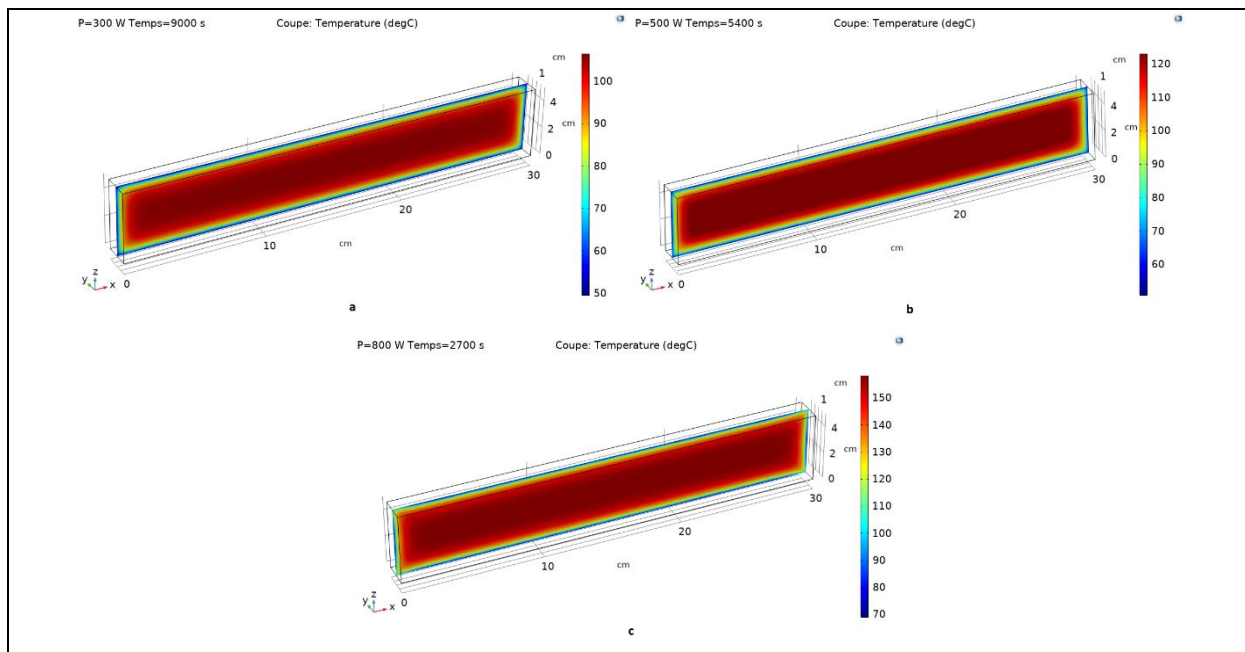 P=300 W Temps=9000 s Coupe: Temperature (degC)
cm
1
4
2
cm
0
30
20
cm
10
0
y z x
100
90
80
70
60
50
a
P=500 W Temps=5400 s Coupe: Temperature (degC)
cm
1
4
2
cm
0
30
20
cm
10
0
y z x
120
110
100
90
80
70
60
b
P=800 W Temps=2700 s Coupe: Temperature (degC)
cm
1
4
2
cm
0
30
20
cm
10
0
y z x
150
140
130
120
110
100
90
80
70
c